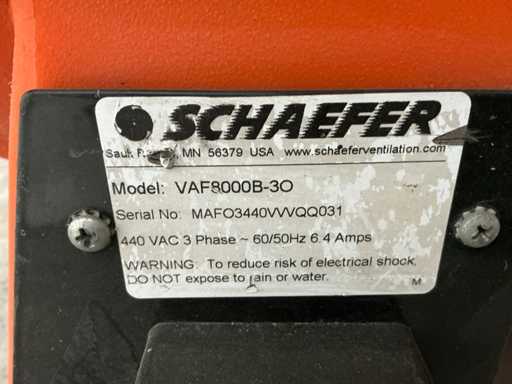 SCHAEFER
Sauk MN 56379 USA www.schaeferventilation.com
Model: VAF8000B-3O
Serial No: MAFO3440VVVQQ031
440 VAC 3 Phase ~ 60/50Hz 6.4 Amps
WARNING: To reduce risk of electrical shock,
DO NOT expose to rain or water.
M